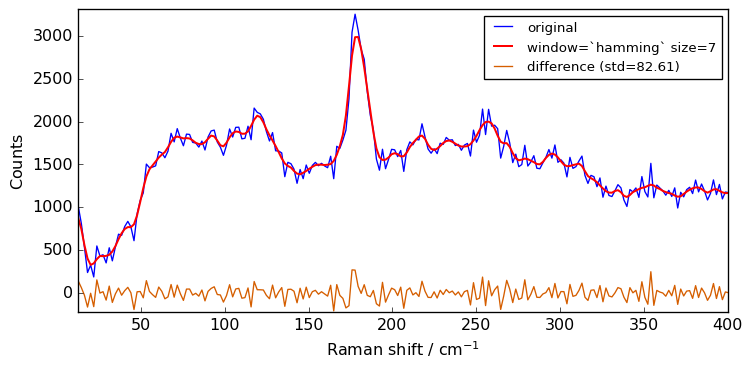 original
window=`hamming` size=7
difference (std=82.61)
3000
2500
2000
1500
1000
500
0
Counts
50 100 150 200 250 300 350 400
Raman shift / cm⁻¹